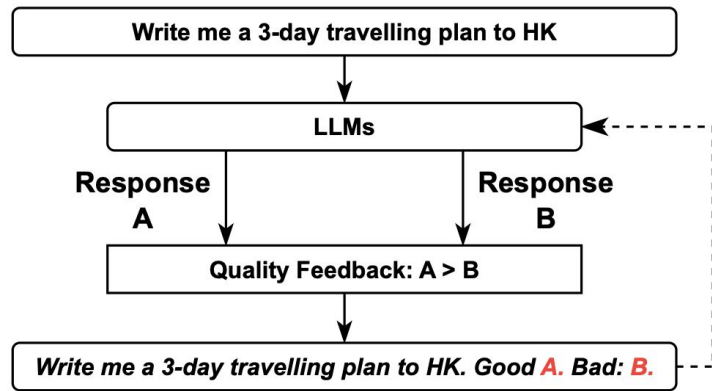 Write me a 3-day travelling plan to HK
LLMs
Response
A
Response
B
Quality Feedback: A > B
Write me a 3-day travelling plan to HK. Good A. Bad: B.